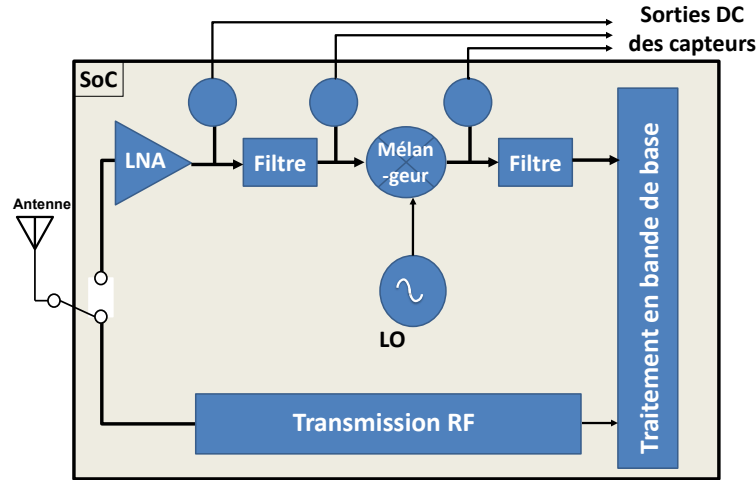 Sorties DC
des capteurs
SoC
LNA
Filtre
Mélan
-geur
Filtre
Antenne
LO
Transmission RF
Traitement en bande de base